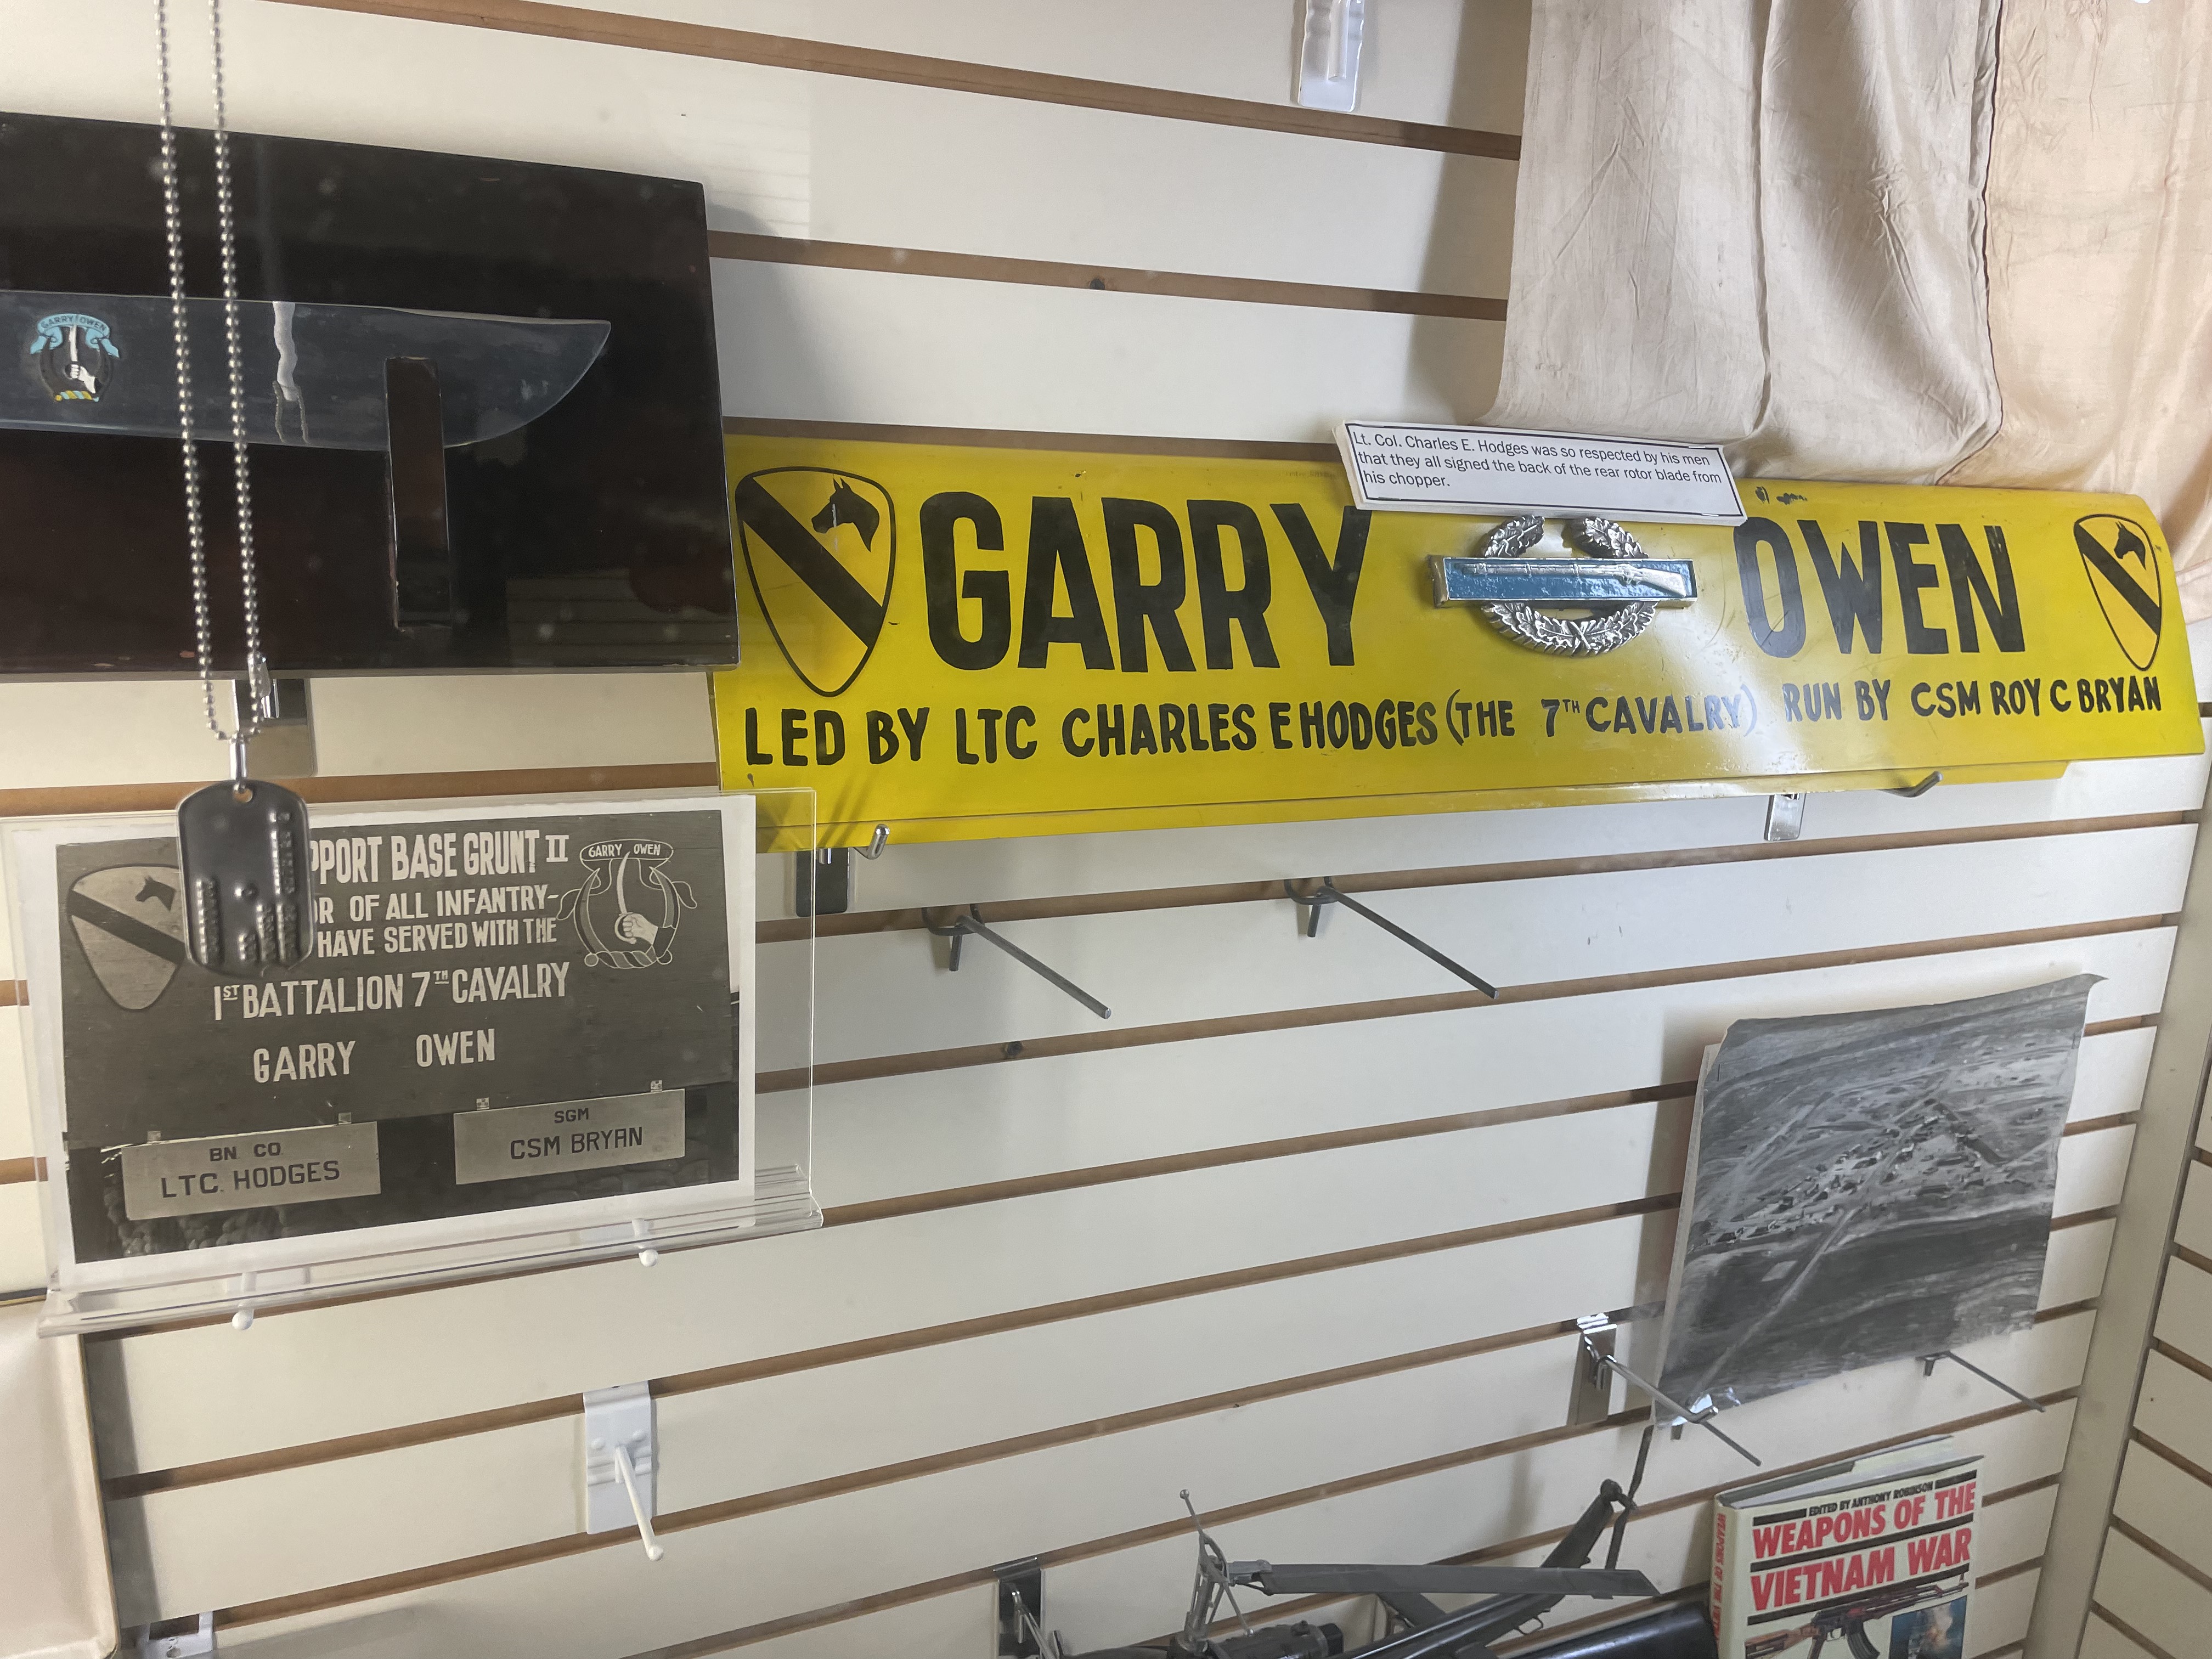 GARRY OWEN
Lt. Col. Charles E. Hodges was so respected by his men
that they all signed the back of the rear rotor blade from
his chopper.
GARRY OWEN
LED BY LTC CHARLES E HODGES (THE 7TH CAVALRY) RUN BY CSM ROY C BRYAN
PPORT BASE GRUNT II
GARRY OWEN
OR OF ALL INFANTRY-
HAVE SERVED WITH THE
1ST BATTALION 7TH CAVALRY
GARRY OWEN
BN CO
LTC. HODGES
SGM
CSM BRYAN
EDITED BY ANTHONY ROBINSON
WEAPONS OF THE
VIETNAM WAR